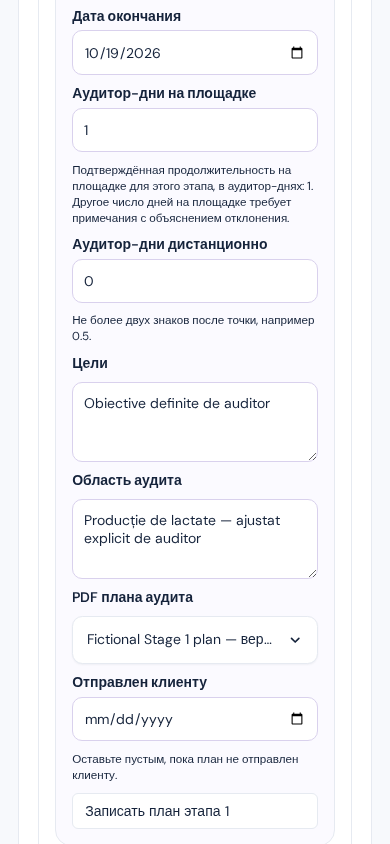 Дата окончания
10/19/2026
Аудитор-дни на площадке
1
Подтверждённая продолжительность на
площадке для этого этапа, в аудитор-днях: 1.
Другое число дней на площадке требует
примечания с объяснением отклонения.
Аудитор-дни дистанционно
0
Не более двух знаков после точки, например
0.5.
Цели
Obiective definite de auditor
Область аудита
Producție de lactate — ajustat
explicit de auditor
PDF плана аудита
Fictional Stage 1 plan — вер...
Отправлен клиенту
mm/dd/yyyy
Оставьте пустым, пока план не отправлен
клиенту.
Записать план этапа 1